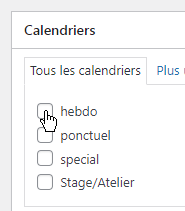 Calendriers
Tous les calendriers Plus
hebdo
ponctuel
special
Stage/Atelier